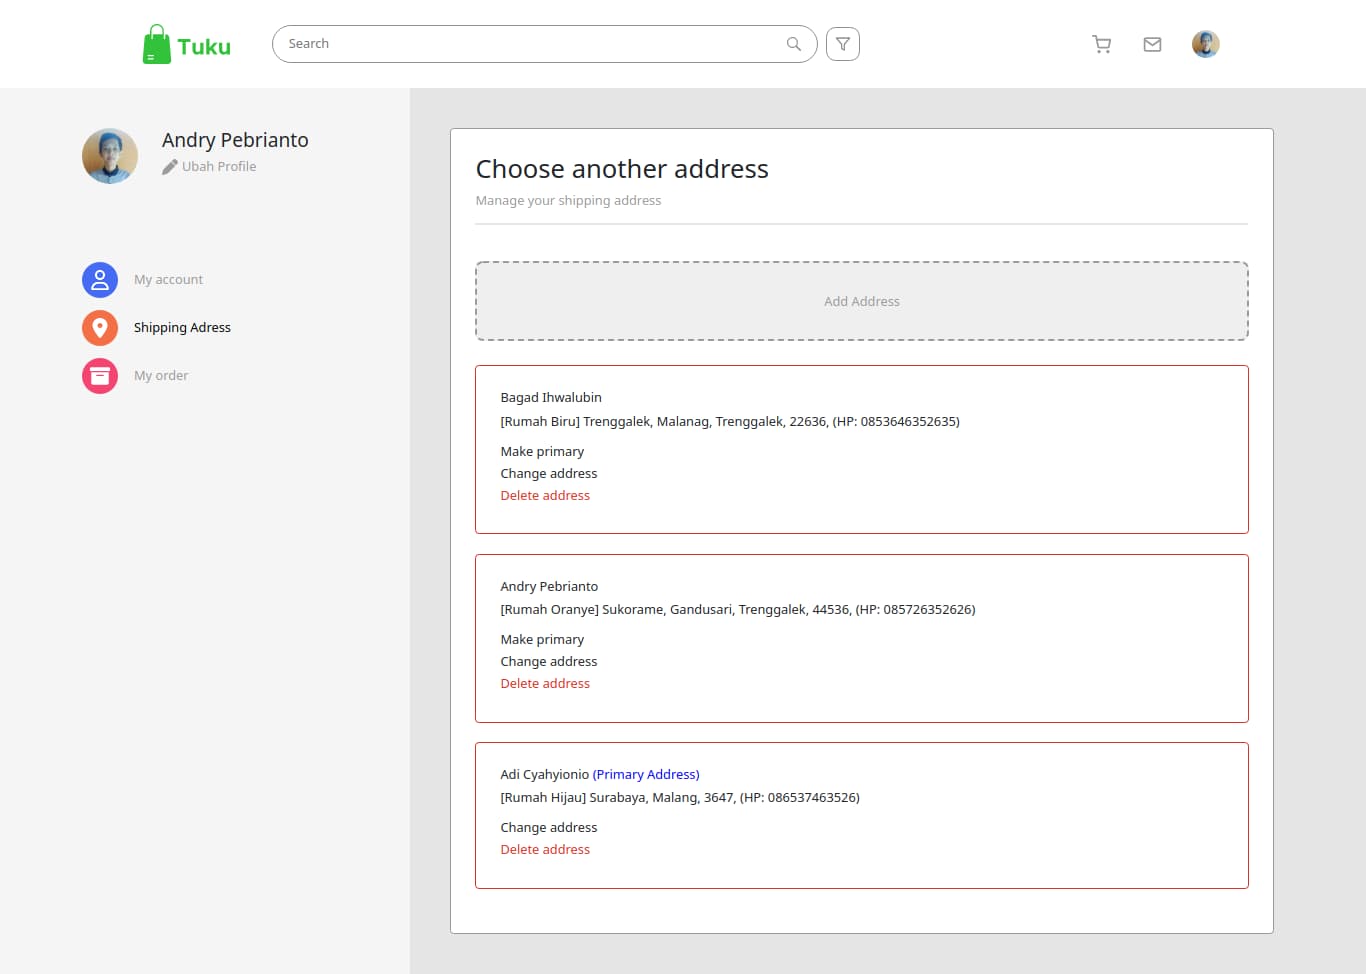 Tuku
Search
Andry Pebrianto
Ubah Profile
My account
Shipping Adress
My order
Choose another address
Manage your shipping address
Add Address
Bagad Ihwalubin
[Rumah Biru] Trenggalek, Malanag, Trenggalek, 22636, (HP: 0853646352635)
Make primary
Change address
Delete address
Andry Pebrianto
[Rumah Oranye] Sukorame, Gandusari, Trenggalek, 44536, (HP: 085726352626)
Make primary
Change address
Delete address
Adi Cyahyionio (Primary Address)
[Rumah Hijau] Surabaya, Malang, 3647, (HP: 086537463526)
Change address
Delete address